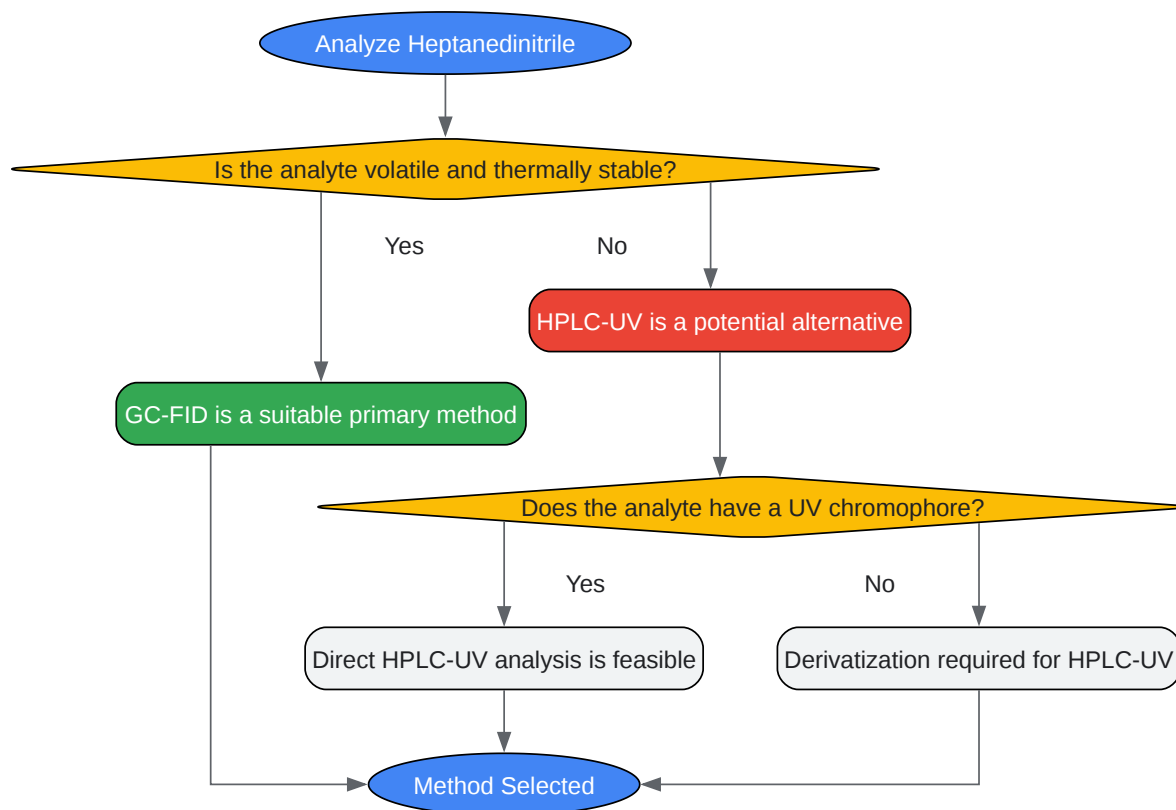 Analyze Heptanedinitrile
Is the analyte volatile and thermally stable?
Yes
No
HPLC-UV is a potential alternative
GC-FID is a suitable primary method
Does the analyte have a UV chromophore?
Yes
No
Direct HPLC-UV analysis is feasible
Derivatization required for HPLC-UV
Method Selected